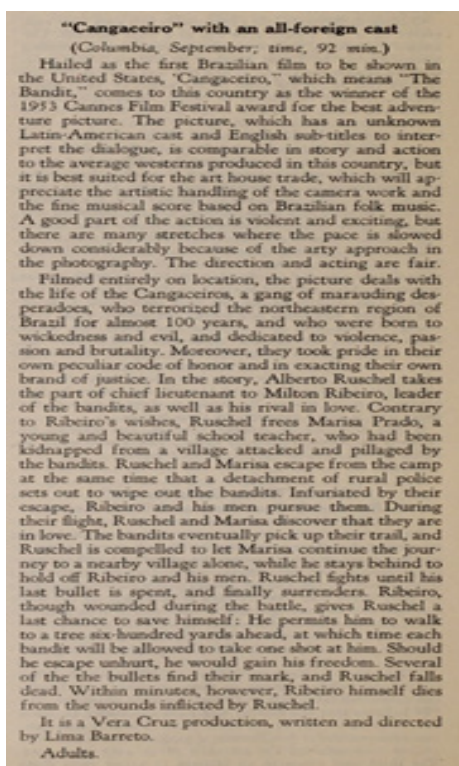 "Cangaceiro" with an all-foreign cast
(Columbia, September; time, 92 min.)
Hailed as the first Brazilian film to be shown in
the United States, 'Cangaceiro," which means "The
Bandit," comes to this country as the winner of the
1953 Cannes Film Festival award for the best adven-
ture picture. The picture, which has an unknown
Latin-American cast and English sub-titles to inter-
pret the dialogue, is comparable in story and action
to the average westerns produced in this country, but
it is best suited for the art house trade, which will ap-
preciate the artistic handling of the camera work and
the fine musical score based on Brazilian folk music.
A good part of the action is violent and exciting, but
there are many stretches where the pace is slowed
down considerably because of the arty approach in
the photography. The direction and acting are fair.
Filmed entirely on location, the picture deals with
the life of the Cangaceiros, a gang of marauding des-
peradoes, who terrorized the northeastern region of
Brazil for almost 100 years, and who were born to
wickedness and evil, and dedicated to violence, pas-
sion and brutality. Moreover, they took pride in their
own peculiar code of honor and in exacting their own
brand of justice. In the story, Alberto Ruschel takes
the part of chief lieutenant to Milton Ribeiro, leader
of the bandits, as well as his rival in love. Contrary
to Ribeiro's wishes, Ruschel frees Marisa Prado, a
young and beautiful school teacher, who had been
kidnapped from a village attacked and pillaged by
the bandits. Ruschel and Marisa escape from the camp
at the same time that a detachment of rural police
sets out to wipe out the bandits. Infuriated by their
escape, Ribeiro and his men pursue them. During
their flight, Ruschel and Marisa discover that they are
in love. The bandits eventually pick up their trail, and
Ruschel is compelled to let Marisa continue the jour-
ney to a nearby village alone, while he stays behind to
hold off Ribeiro and his men. Ruschel fights until his
last bullet is spent, and finally surrenders. Ribeiro,
though wounded during the battle, gives Ruschel a
last chance to save himself: He permits him to walk
to a tree six-hundred yards ahead, at which time each
bandit will be allowed to take one shot at him. Should
he escape unhurt, he would gain his freedom. Several
of the the bullets find their mark, and Ruschel falls
dead. Within minutes, however, Ribeiro himself dies
from the wounds inflicted by Ruschel.
It is a Vera Cruz production, written and directed
by Lima Barreto.
Adults.